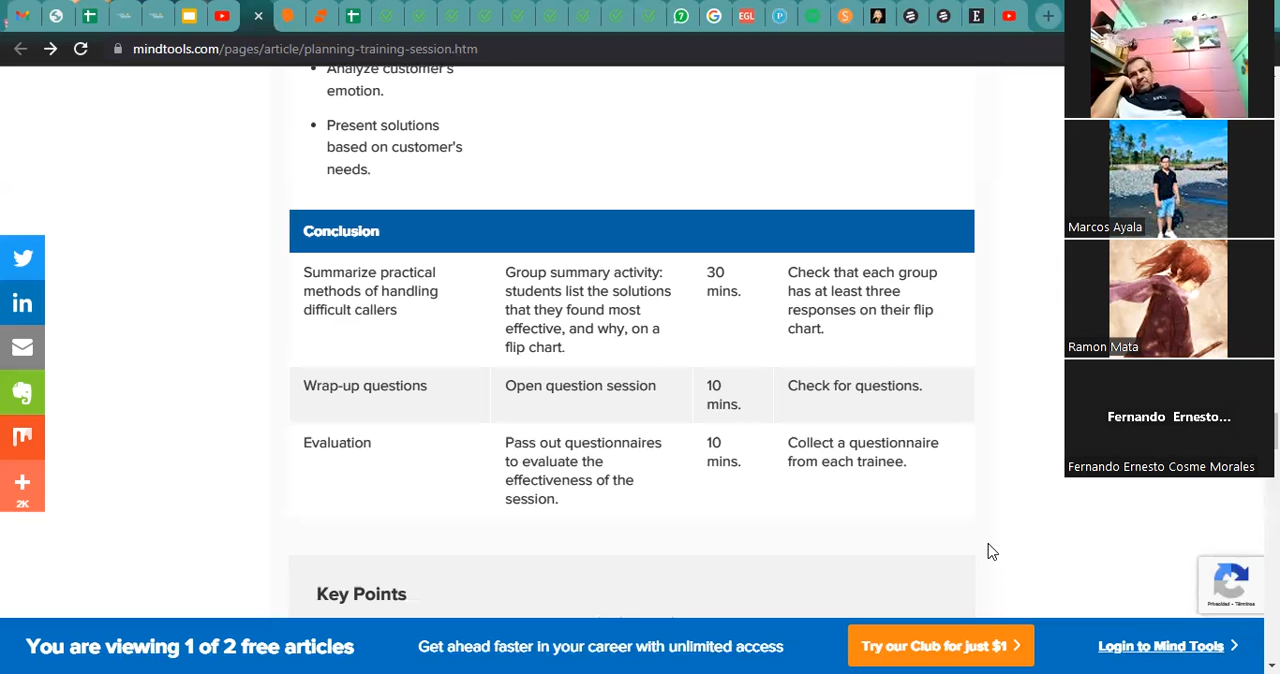 mindtools.com/pages/article/planning-training-session.htm
• Analyze customer's
emotion.
• Present solutions
based on customer's
needs.
Conclusion
Summarize practical
methods of handling
difficult callers
Group summary activity:
students list the solutions
that they found most
effective, and why, on a
flip chart.
30
mins.
Check that each group
has at least three
responses on their flip
chart.
Wrap-up questions
Open question session
10
mins.
Check for questions.
Evaluation
Pass out questionnaires
to evaluate the
effectiveness of the
session.
10
mins.
Collect a questionnaire
from each trainee.
Key Points
2K
You are viewing 1 of 2 free articles
Get ahead faster in your career with unlimited access
Try our Club for just $1
Login to Mind Tools
Privacidad - Términos
EGL
Marcos Ayala
Ramon Mata
Fernando Ernesto...
Fernando Ernesto Cosme Morales